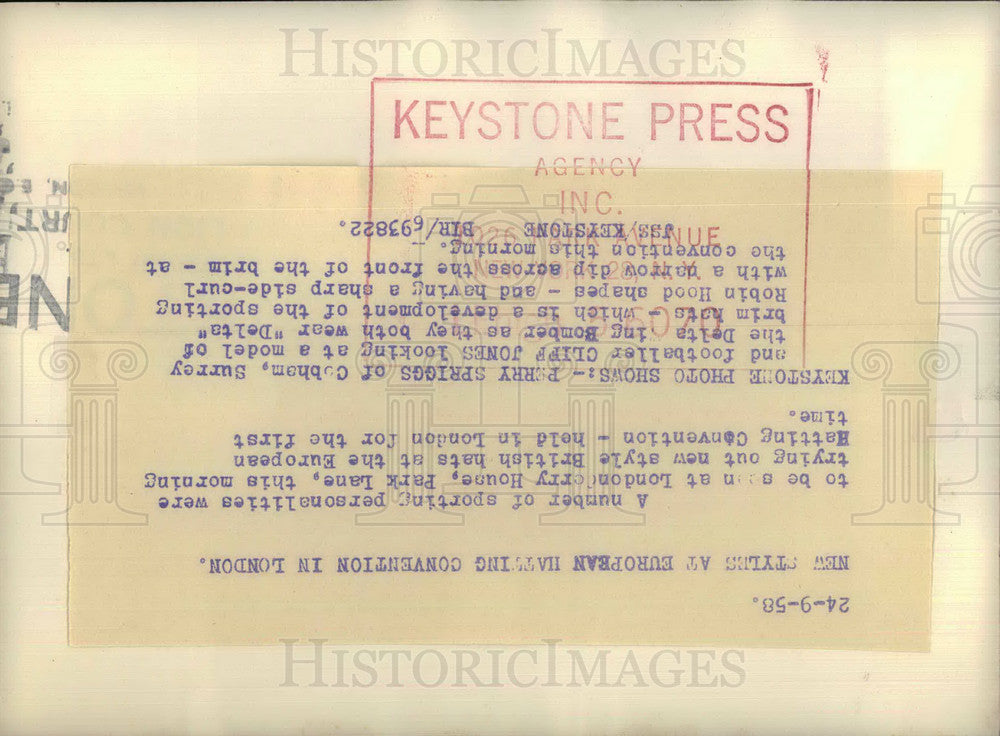 HISTORICIMAGES
KEYSTONE PRESS
AGENCY
INC.
AVENUE
24-9-58.
NEW STYLES AT EUROPEAN HATTING CONVENTION IN LONDON.
A number of sporting personalities were
to be seen at Londonderry House, Park Lane, this morning
trying out new style British hats at the European
Hatting Convention - held in London for the first
time.
KEYSTONE PHOTO SHOWS:- PERRY SPRIGGS of Cobham, Surrey
and footballer CLIFF JONES looking at a model of
the Delta Wing Bomber as they both wear "Delta"
brim hats - which is a development of the sporting
Robin Hood shapes - and having a sharp side-curl
with a narrow dip across the front of the brim - at
the convention this morning.
JSS/KEYSTONE BIR/693822.
HISTORICIMAGES